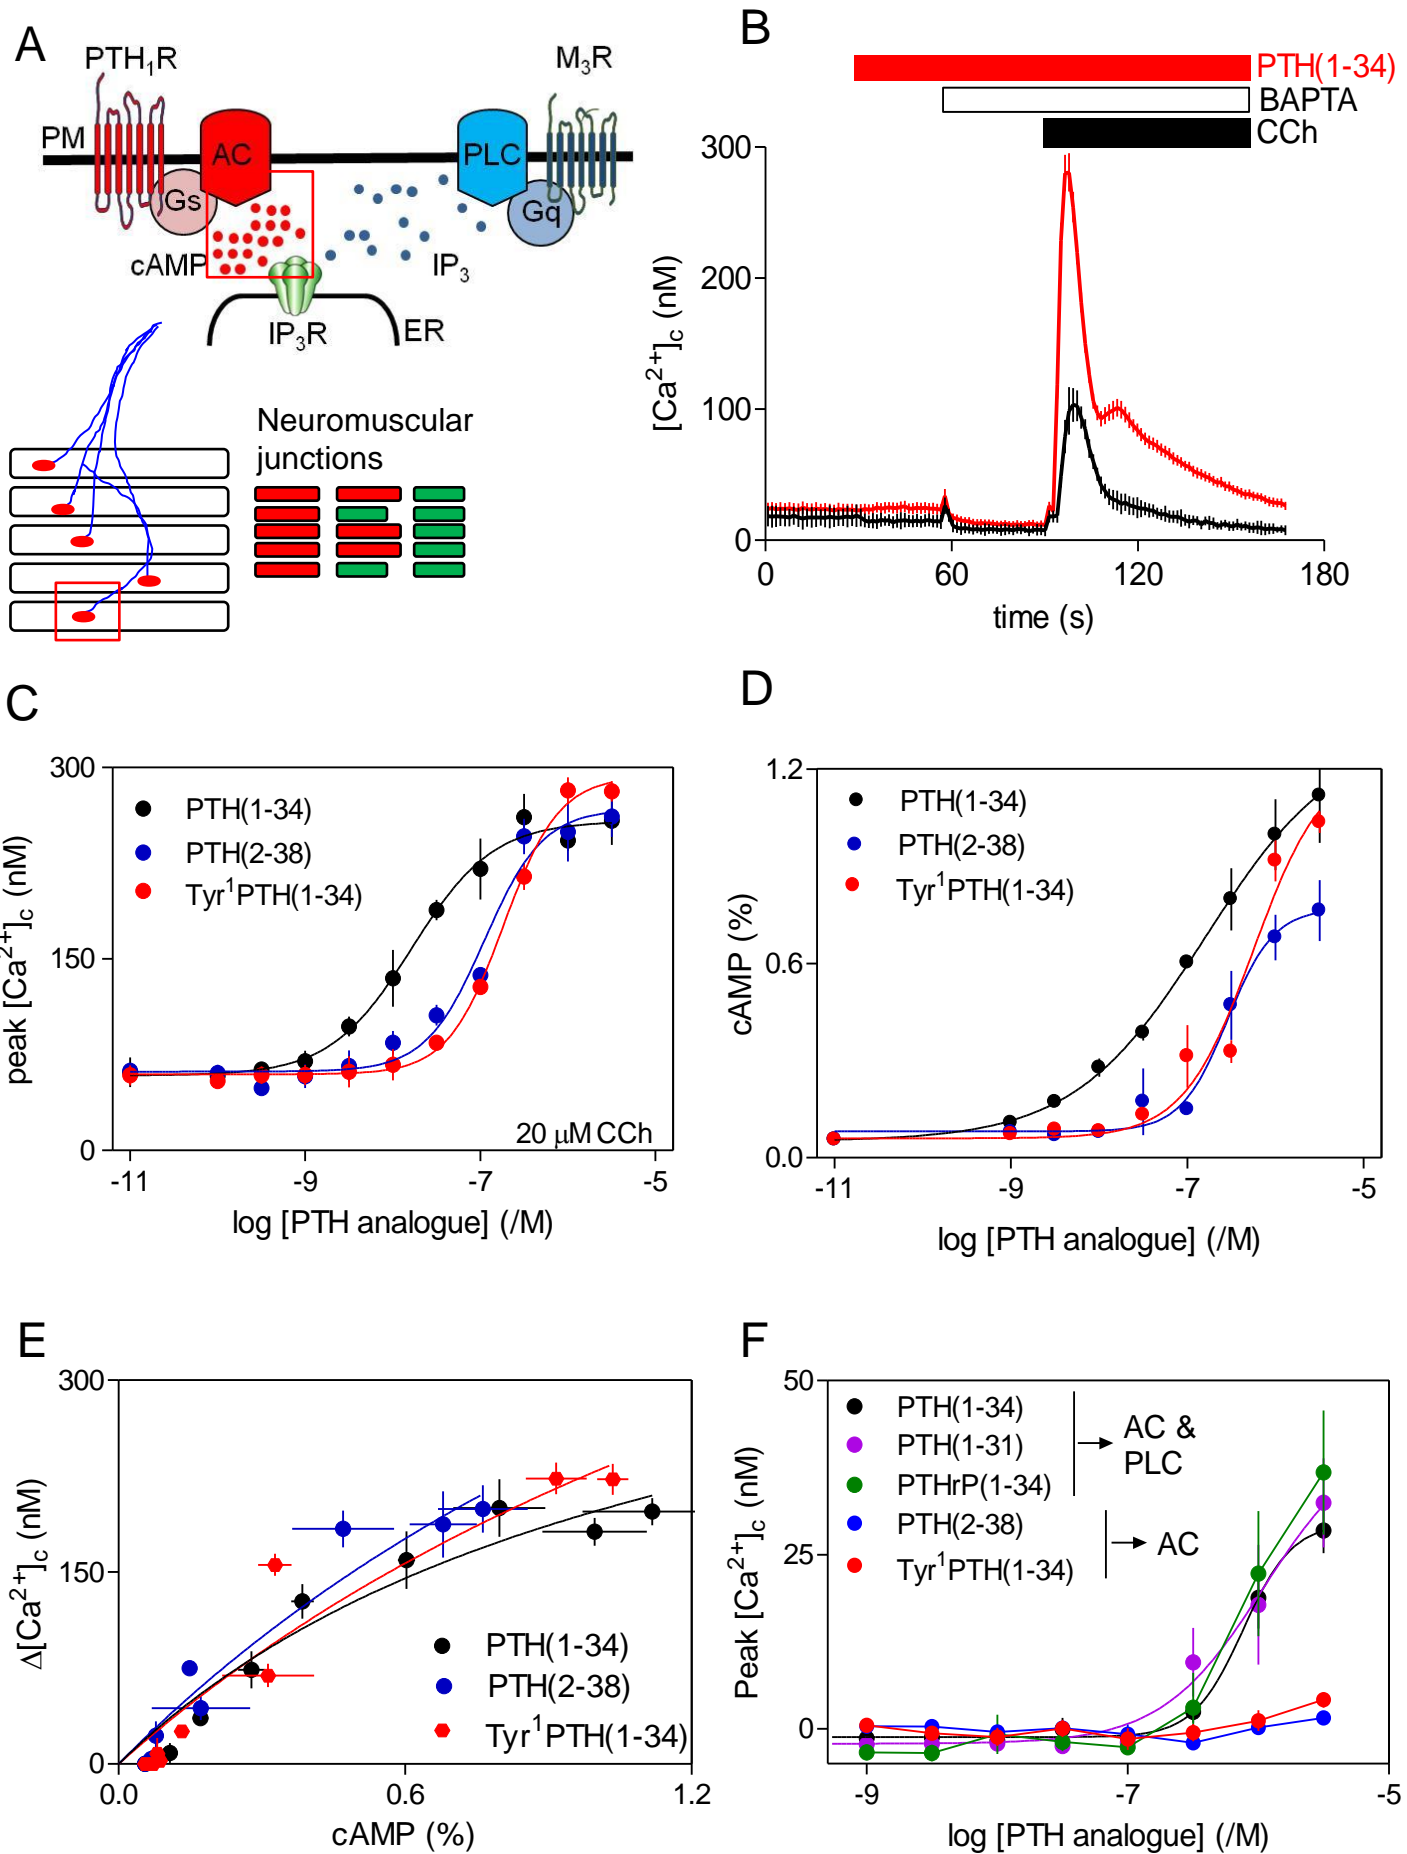 A
PTH₁R
M₃R
PM
AC
PLC
Gs
Gq
cAMP
IP₃
IP₃R
ER
Neuromuscular
junctions
B
PTH(1-34)
BAPTA
CCh
[Ca²⁺]c (nM)
300
200
100
0
0
60
120
180
time (s)
C
peak [Ca²⁺]c (nM)
300
150
0
PTH(1-34)
PTH(2-38)
Tyr¹PTH(1-34)
20 μM CCh
-11
-9
-7
-5
log [PTH analogue] (/M)
D
cAMP (%)
1.2
0.6
0.0
PTH(1-34)
PTH(2-38)
Tyr¹PTH(1-34)
-11
-9
-7
-5
log [PTH analogue] (/M)
E
Δ[Ca²⁺]c (nM)
300
150
0
PTH(1-34)
PTH(2-38)
Tyr¹PTH(1-34)
0.0
0.6
1.2
cAMP (%)
F
Peak [Ca²⁺]c (nM)
50
25
0
PTH(1-34)
PTH(1-31)
PTHrP(1-34)
AC &
PLC
PTH(2-38)
Tyr¹PTH(1-34)
AC
-9
-7
-5
log [PTH analogue] (/M)